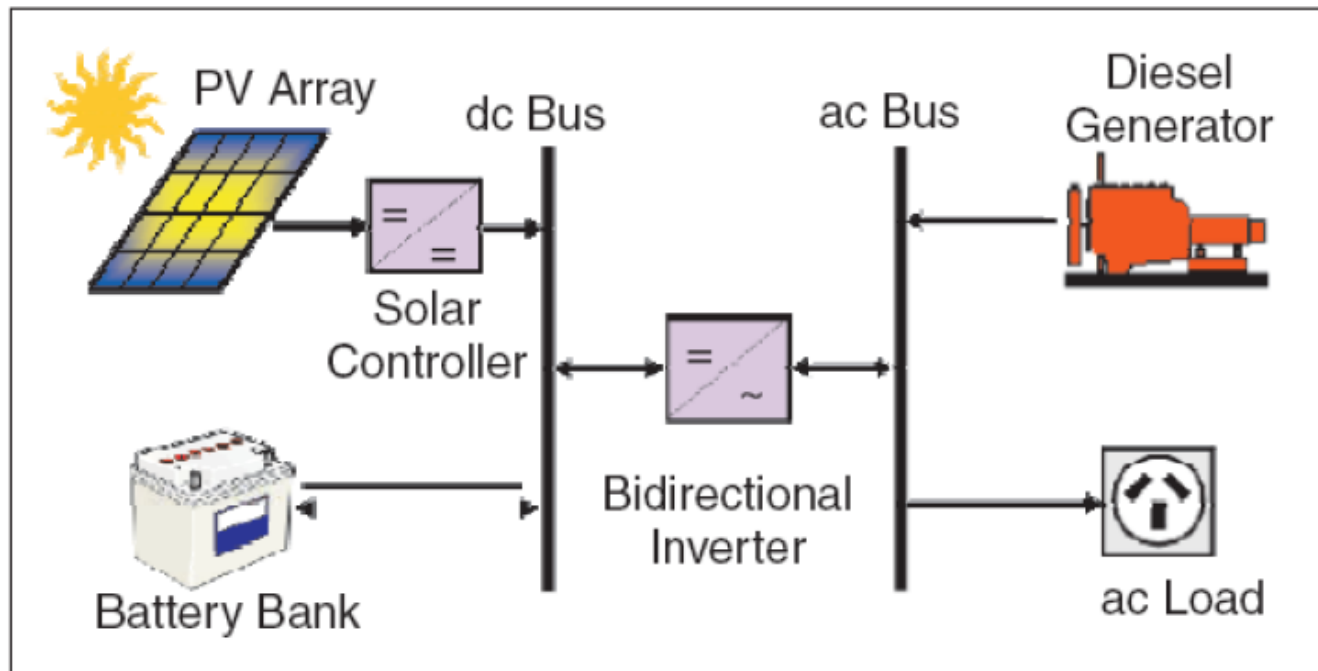 PV Array
dc Bus
ac Bus
Diesel
Generator
=
=
Solar
Controller
=
~
Bidirectional
Inverter
Battery Bank
ac Load